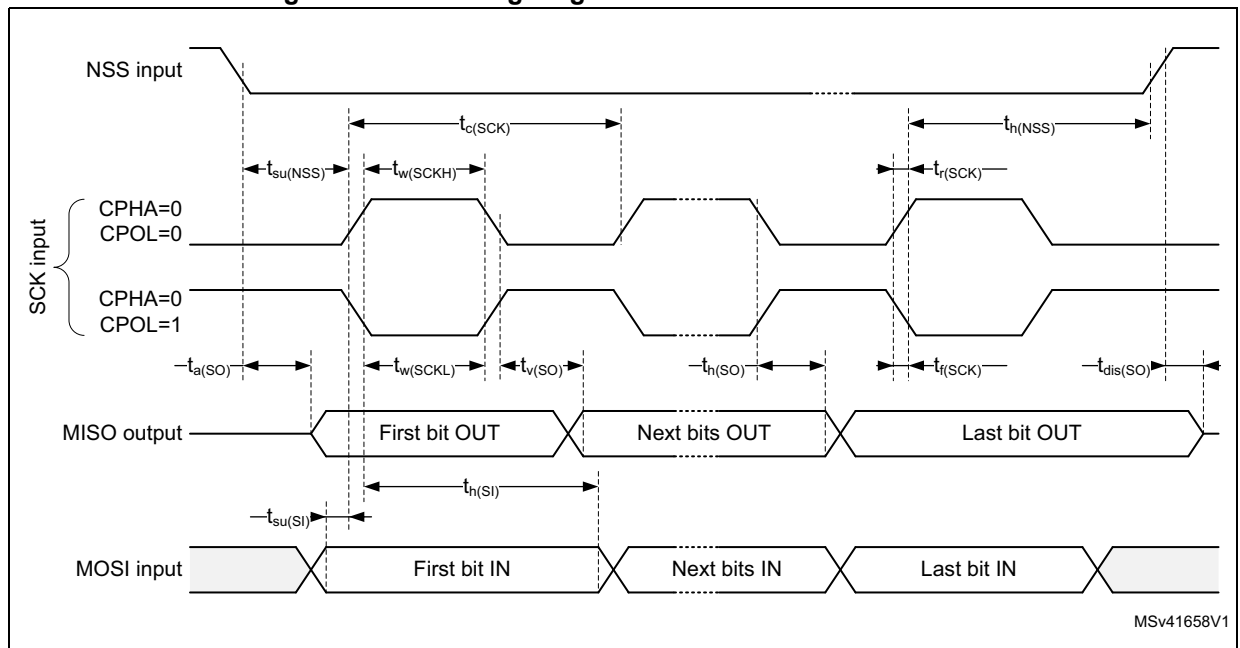 NSS input
tc(SCK)
th(NSS)
tsu(NSS)
tw(SCKH)
tr(SCK)
SCK input
CPHA=0
CPOL=0
CPHA=0
CPOL=1
ta(SO)
tw(SCKL)
tv(SO)
th(SO)
tf(SCK)
tdis(SO)
MISO output
First bit OUT
Next bits OUT
Last bit OUT
th(SI)
tsu(SI)
MOSI input
First bit IN
Next bits IN
Last bit IN
MSv41658V1